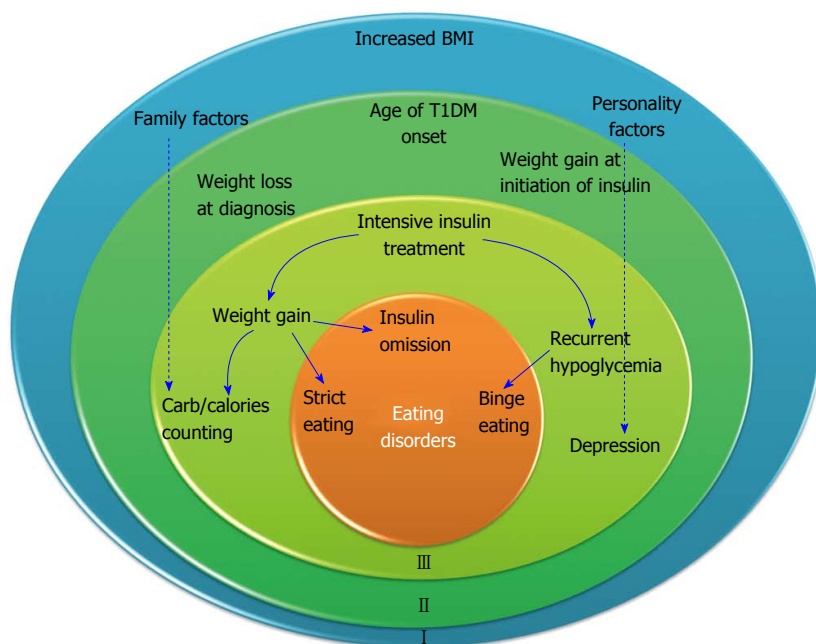 Increased BMI
Family factors
Age of T1DM
onset
Personality
factors
Weight loss
at diagnosis
Weight gain at
initiation of insulin
Intensive insulin
treatment
Weight gain
Insulin
omission
Recurrent
hypoglycemia
Carb/calories
counting
Strict
eating
Eating
disorders
Binge
eating
Depression
Ⅲ
Ⅱ
Ⅰ